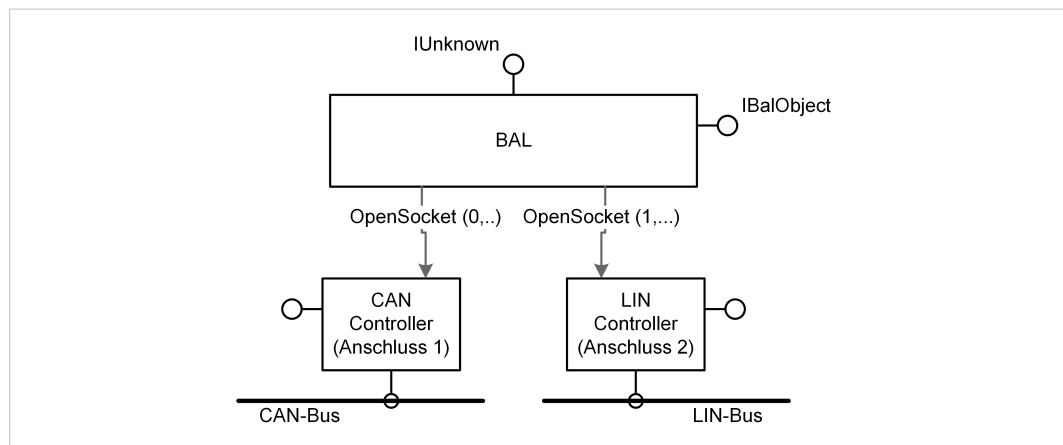 IUnknown
IBalObject
BAL
OpenSocket (0,..)
OpenSocket (1,...)
CAN
Controller
(Anschluss 1)
LIN
Controller
(Anschluss 2)
CAN-Bus
LIN-Bus